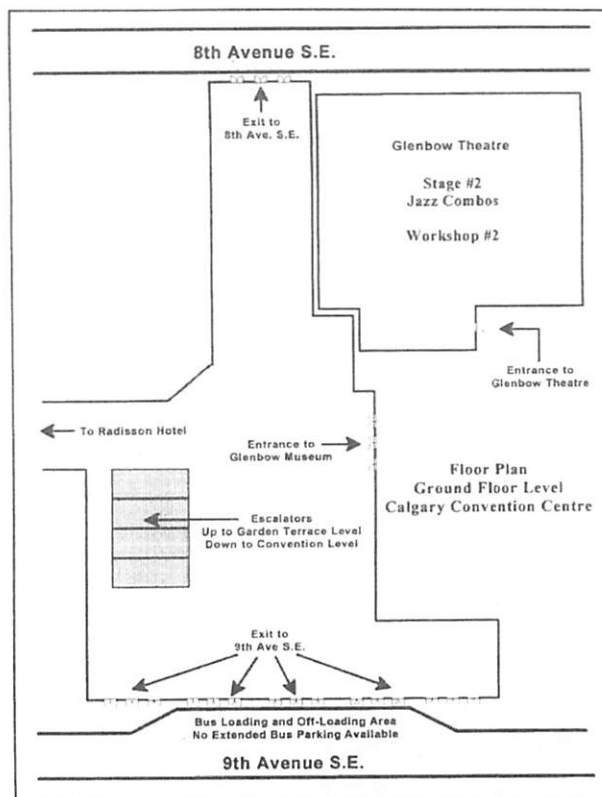 8th Avenue S.E.
Exit to
8th Ave. S.E.
Glenbow Theatre
Stage #2
Jazz Combos
Workshop #2
Entrance to
Glenbow Theatre
To Radisson Hotel
Entrance to
Glenbow Museum
Floor Plan
Ground Floor Level
Calgary Convention Centre
Escalators
Up to Garden Terrace Level
Down to Convention Level
Exit to
9th Ave S.E.
Bus Loading and Off-Loading Area
No Extended Bus Parking Available
9th Avenue S.E.